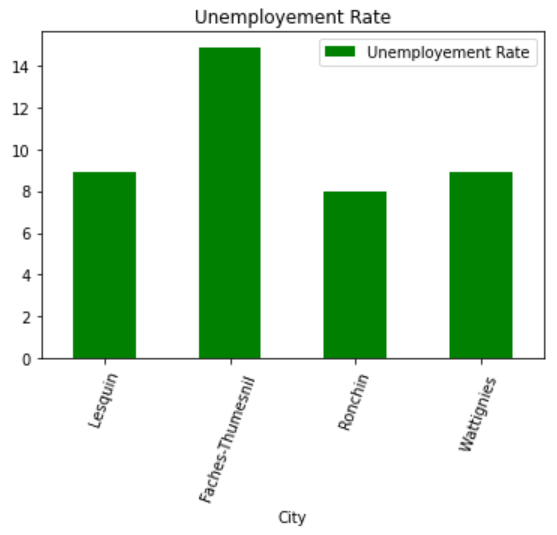 Unemployement Rate
Unemployement Rate
14
12
10
8
6
4
2
0
Lesquin
Faches-Thumesnil
Ronchin
Wattignies
City